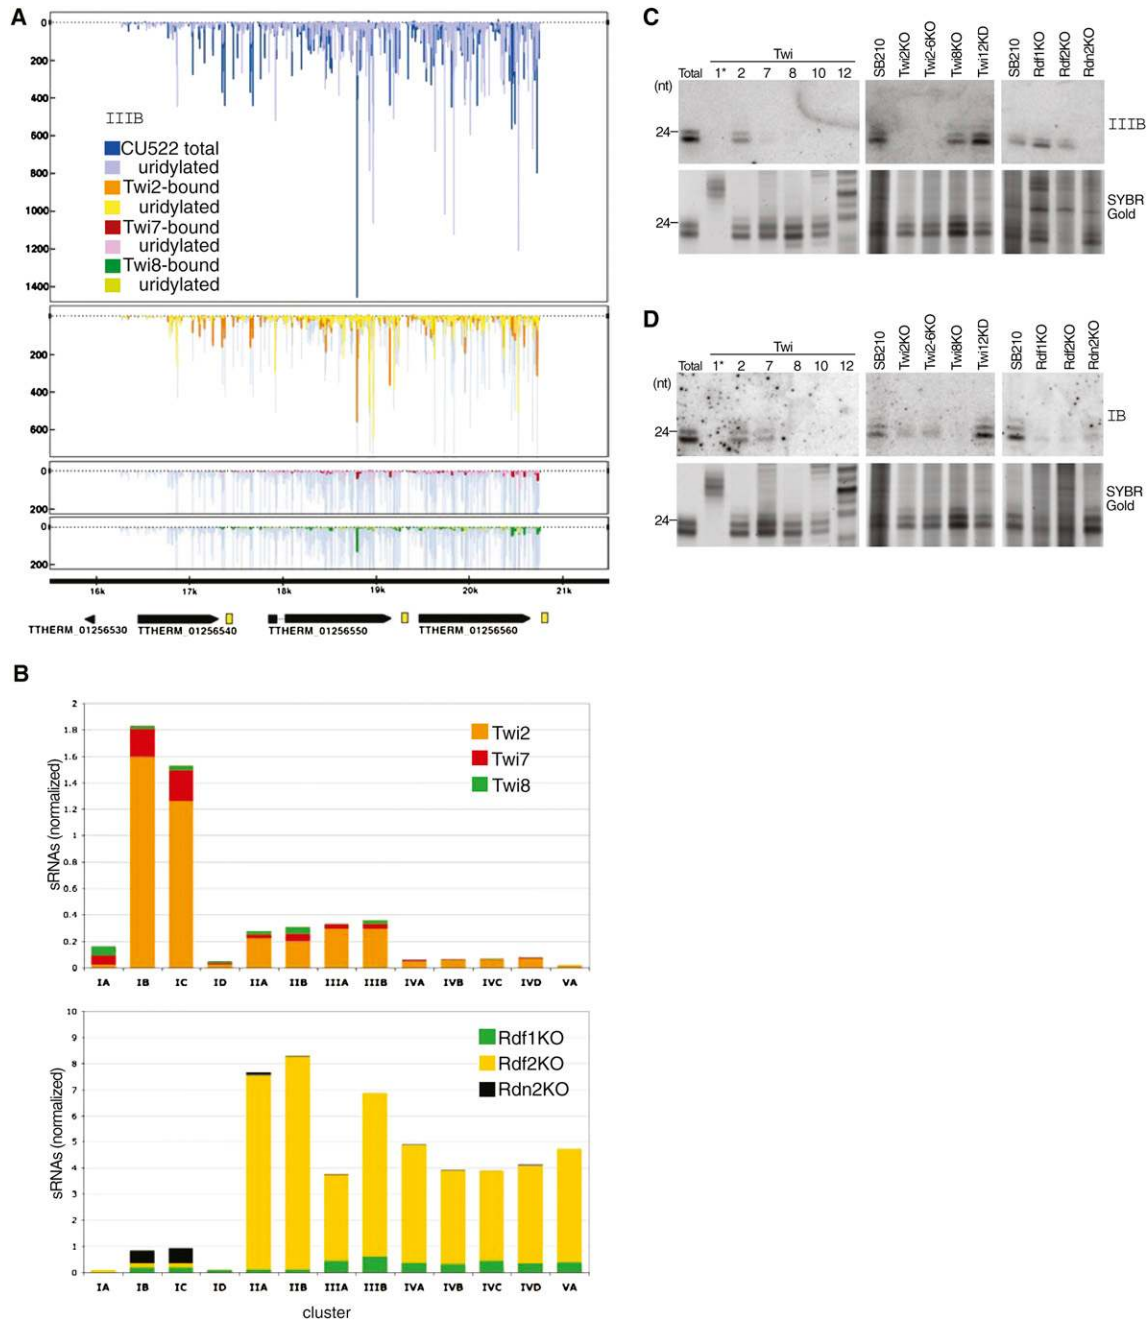 A
0
200
400
600
800
1000
1200
1400
IIIB
CU522 total
uridylated
Twi2-bound
uridylated
Twi7-bound
uridylated
Twi8-bound
uridylated
0
200
400
600
0
200
0
200
16k 17k 18k 19k 20k 21k
TTHERM_01256530 TTHERM_01256540 TTHERM_01256550 TTHERM_01256560
B
2
1.8
1.6
1.4
1.2
1
0.8
0.6
0.4
0.2
0
sRNAs (normalized)
Twi2
Twi7
Twi8
IA IB IC ID IIA IIB IIIA IIIB IVA IVB IVC IVD VA
10
9
8
7
6
5
4
3
2
1
0
sRNAs (normalized)
Rdf1KO
Rdf2KO
Rdn2KO
IA IB IC ID IIA IIB IIIA IIIB IVA IVB IVC IVD VA
cluster
C
Twi
Total 1* 2 7 8 10 12
SB210 Twi2KO Twi2-6KO Twi8KO Twi12KD
SB210 Rdf1KO Rdf2KO Rdn2KO
(nt)
24
IIIB
24
SYBR
Gold
D
Twi
Total 1* 2 7 8 10 12
SB210 Twi2KO Twi2-6KO Twi8KO Twi12KD
SB210 Rdf1KO Rdf2KO Rdn2KO
(nt)
24
IB
24
SYBR
Gold